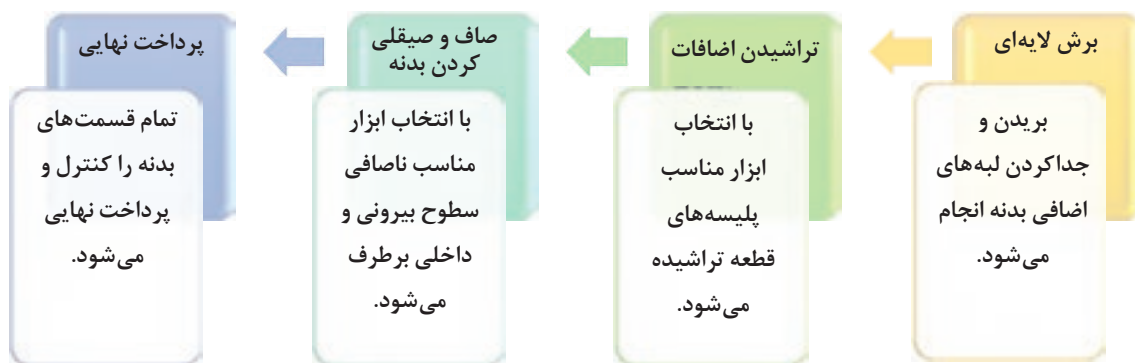 برش لایه‌ای
بریدن و
جداکردن لبه‌های
اضافی بدنه انجام
می‌شود.
تراشیدن اضافات
با انتخاب
ابزار مناسب
پلیسه‌های
قطعه تراشیده
می‌شود.
صاف و صیقلی
کردن بدنه
با انتخاب ابزار
مناسب ناصافی
سطوح بیرونی و
داخلی برطرف
می‌شود.
پرداخت نهایی
تمام قسمت‌های
بدنه را کنترل و
پرداخت نهایی
می‌شود.